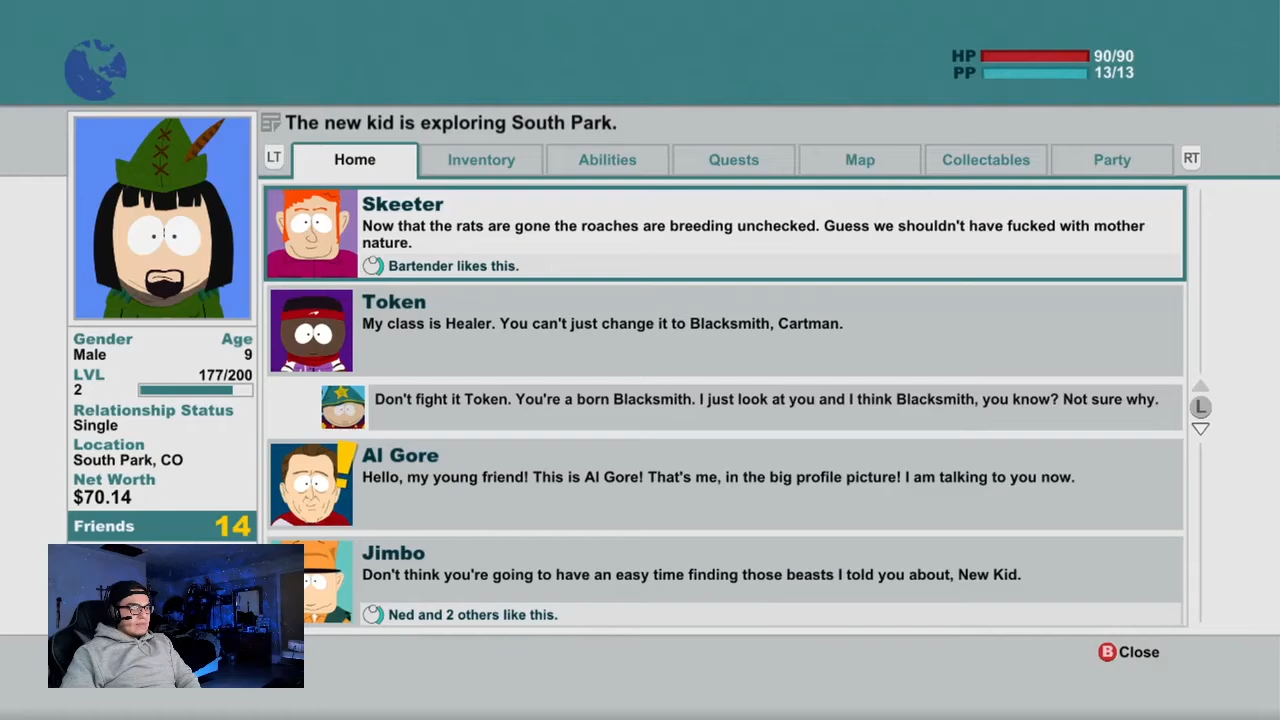 HP 90/90
PP 13/13
The new kid is exploring South Park.
LT Home Inventory Abilities Quests Map Collectables Party RT
Skeeter
Now that the rats are gone the roaches are breeding unchecked. Guess we shouldn't have fucked with mother
nature.
Bartender likes this.
Token
My class is Healer. You can't just change it to Blacksmith, Cartman.
Don't fight it Token. You're a born Blacksmith. I just look at you and I think Blacksmith, you know? Not sure why.
Al Gore
Hello, my young friend! This is Al Gore! That's me, in the big profile picture! I am talking to you now.
Jimbo
Don't think you're going to have an easy time finding those beasts I told you about, New Kid.
Ned and 2 others like this.
Gender Age
Male 9
LVL 177/200
2
Relationship Status
Single
Location
South Park, CO
Net Worth
$70.14
Friends 14
L
B Close